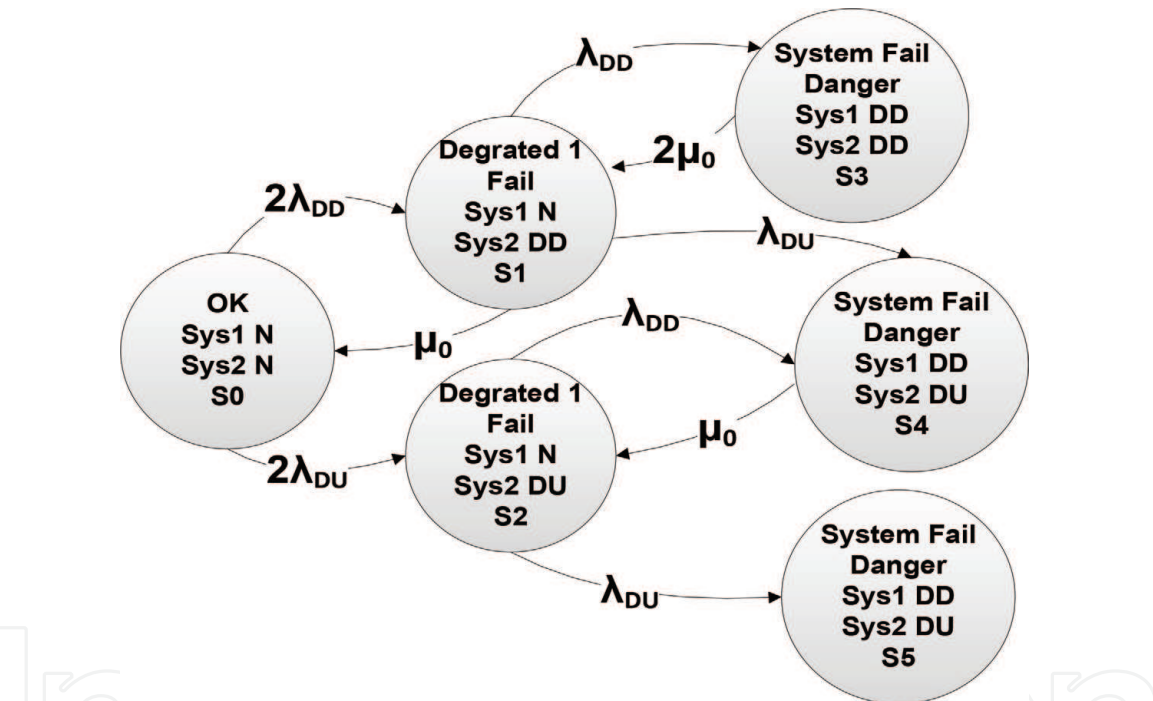 λDD
System Fail
Danger
Sys1 DD
Sys2 DD
S3
2μ0
Degrated 1
Fail
Sys1 N
Sys2 DD
S1
2λDD
λDU
OK
Sys1 N
Sys2 N
S0
μ0
λDD
System Fail
Danger
Sys1 DD
Sys2 DU
S4
μ0
Degrated 1
Fail
Sys1 N
Sys2 DU
S2
2λDU
λDU
System Fail
Danger
Sys1 DD
Sys2 DU
S5